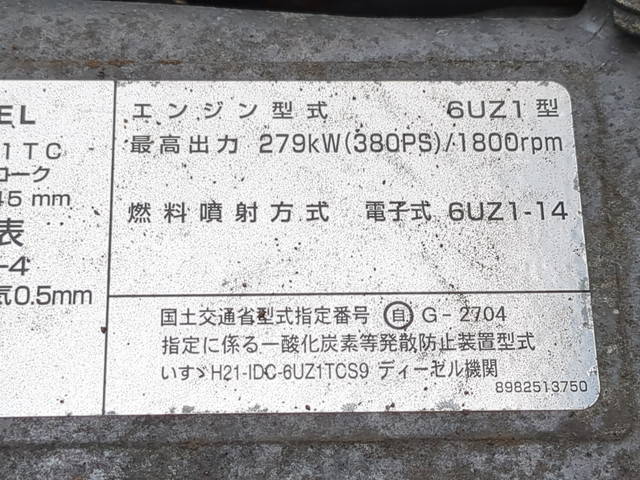 EL
1TC
ローク
45 mm
表
-4
気0.5mm
エンジン型式 6UZ1型
最高出力 279kW(380PS)/1800rpm
燃料噴射方式 電子式 6UZ1-14
国土交通省型式指定番号 自 G-2704
指定に係る一酸化炭素等発散防止装置型式
いすゞH21-IDC-6UZ1TCS9 ディーゼル機関
8982513750